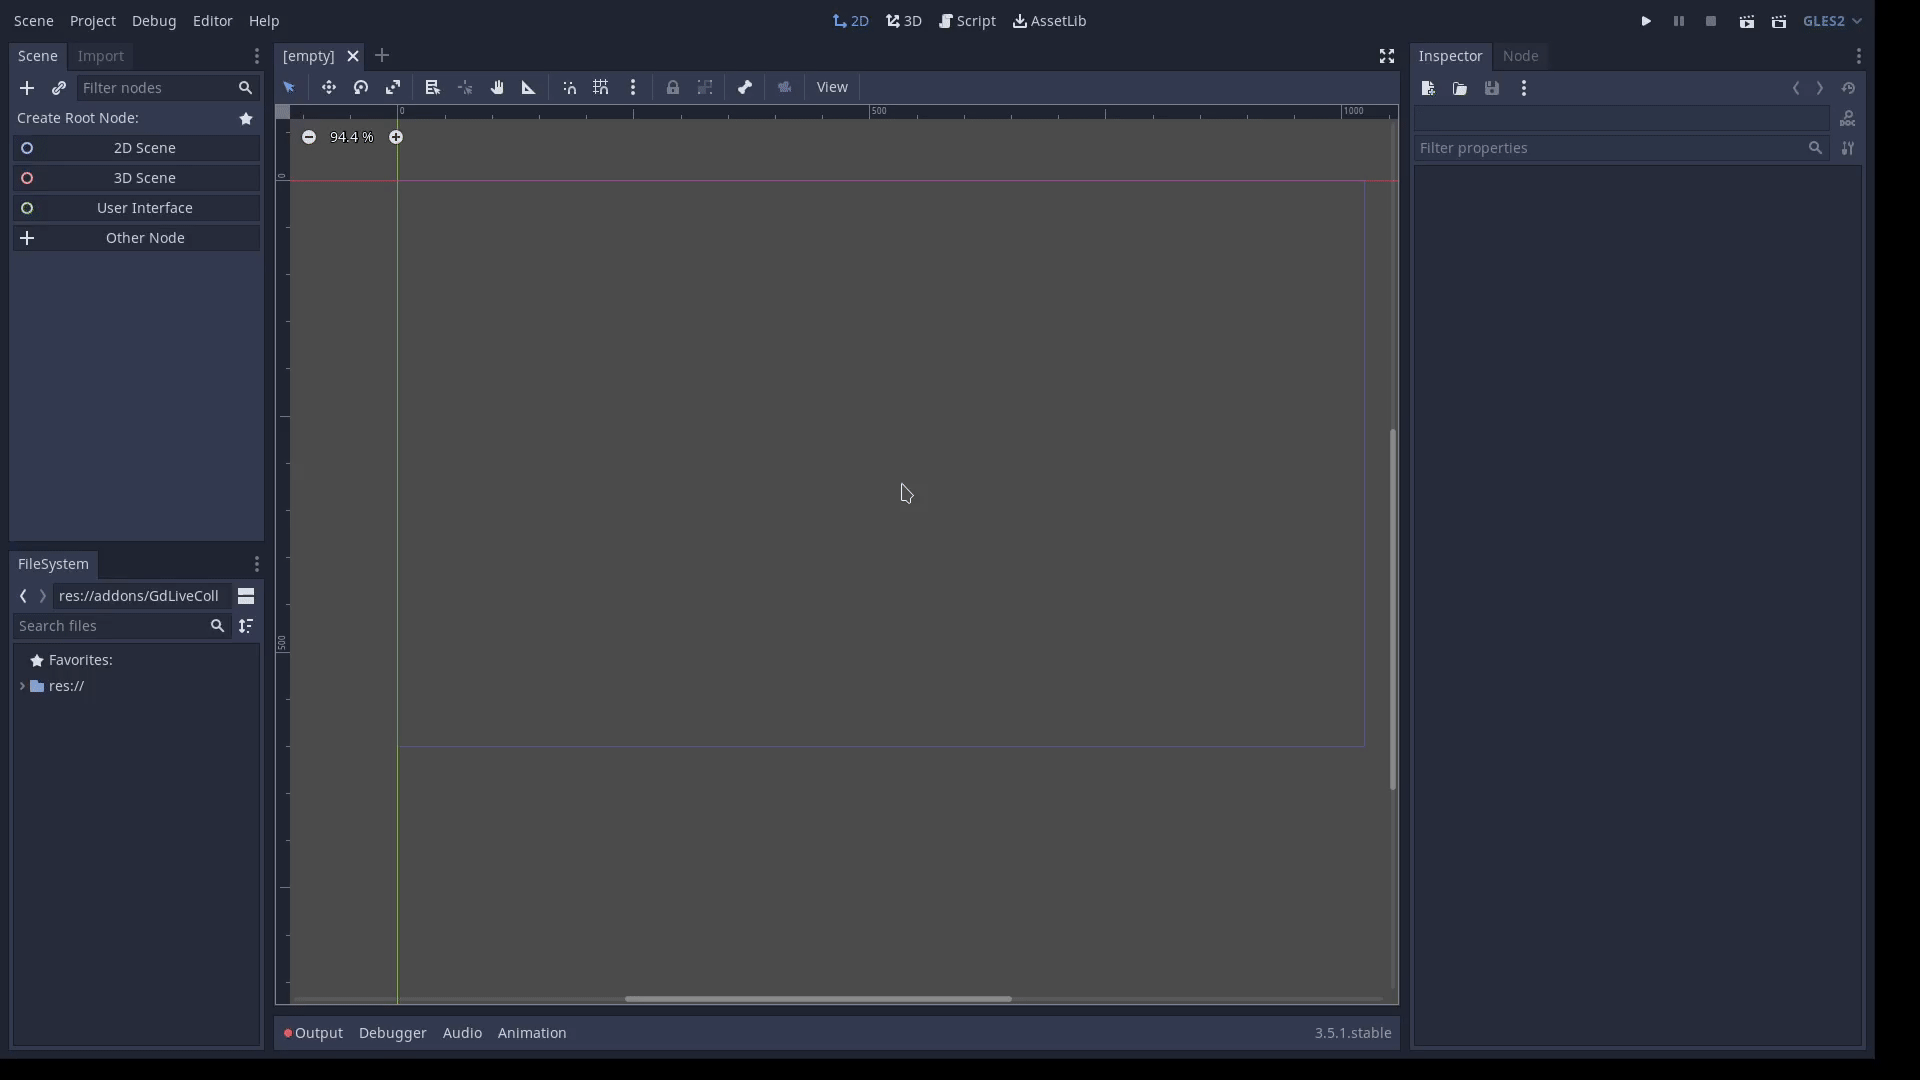 Scene Project Debug Editor Help 2D 3D Script AssetLib GLES2
Scene Import [empty] Inspector Node
Filter nodes View
Create Root Node:
0 500 1000
94.4 %
2D Scene
Filter properties
3D Scene
0
User Interface
Other Node
FileSystem
res://addons/GdLiveColl
Search files
500
Favorites:
res://
Output Debugger Audio Animation 3.5.1.stable